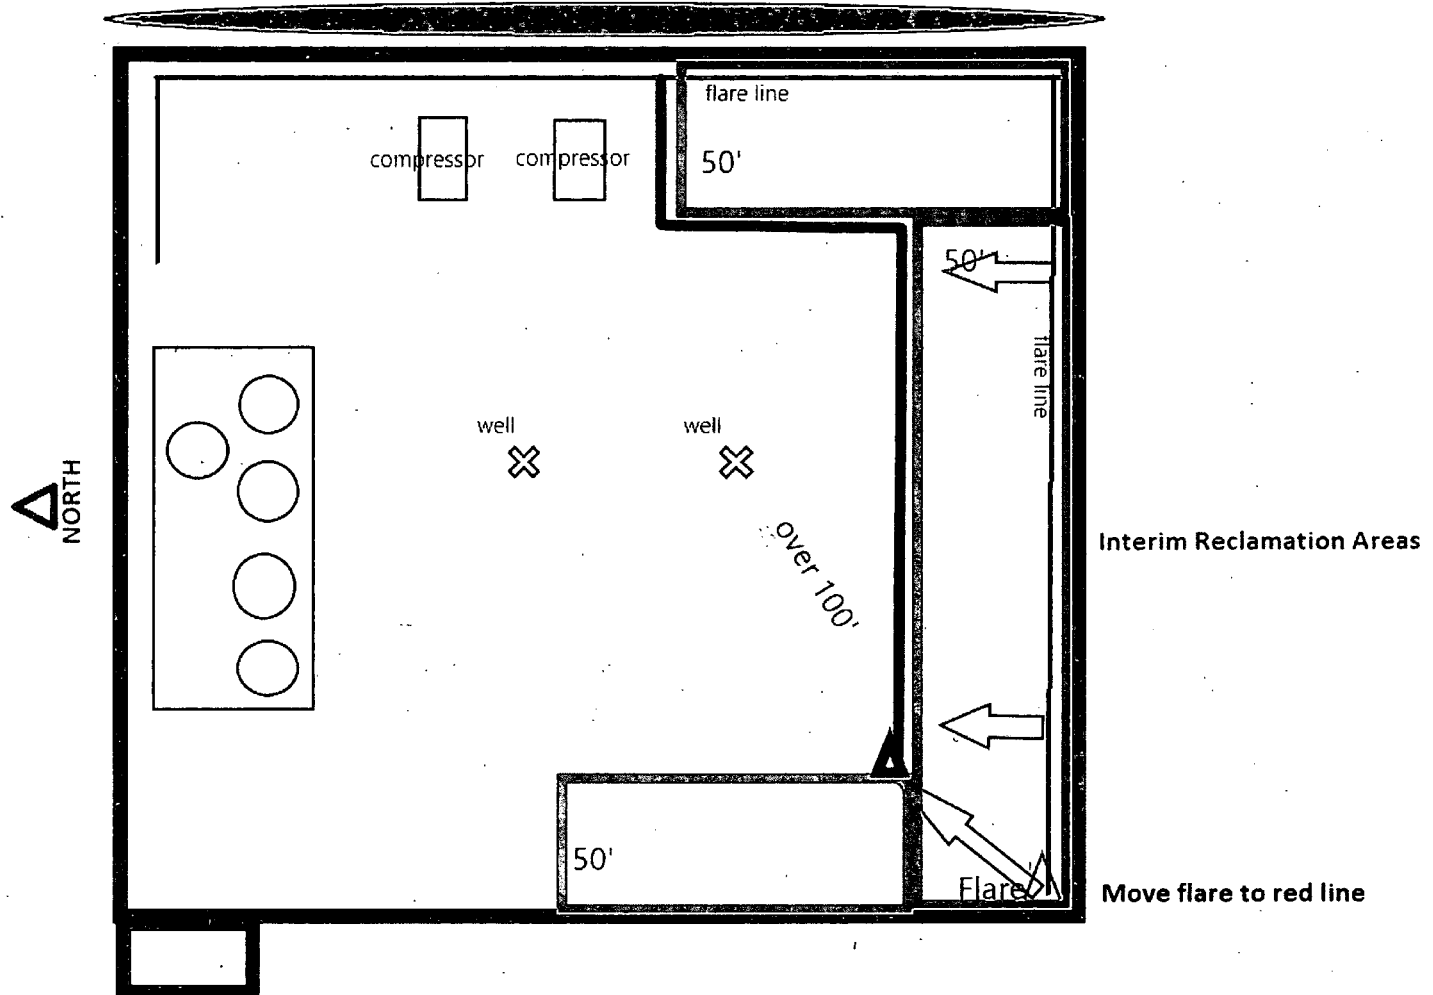 flare line
compressor
compressor
50'
50'
flare line
well
well
NORTH
over 100'
Interim Reclamation Areas
50'
Flare
Move flare to red line